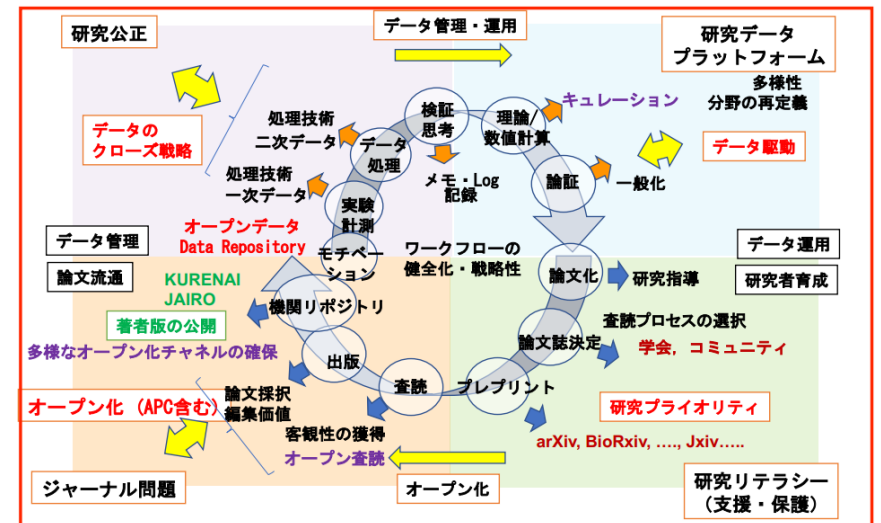 研究公正
データ管理・運用
研究データ
プラットフォーム
多様性
分野の再定義
データの
クローズ戦略
処理技術
二次データ
処理技術
一次データ
検証
思考
理論/
数値計算
キュレーション
データ
処理
メモ・Log
記録
論証
一般化
データ駆動
実験
計測
オープンデータ
Data Repository
モチベー
ション
ワークフローの
健全化・戦略性
データ管理
論文流通
データ運用
研究者育成
KURENAI
JAIRO
機関リポジトリ
著者版の公開
多様なオープン化チャネルの確保
論文化
研究指導
論文誌決定
査読プロセスの選択
学会, コミュニティ
出版
査読
プレプリント
論文採択
編集価値
オープン化 (APC含む)
客観性の獲得
オープン査読
研究プライオリティ
arXiv, BioRxiv, …., Jxiv…..
ジャーナル問題
オープン化
研究リテラシー
(支援・保護)